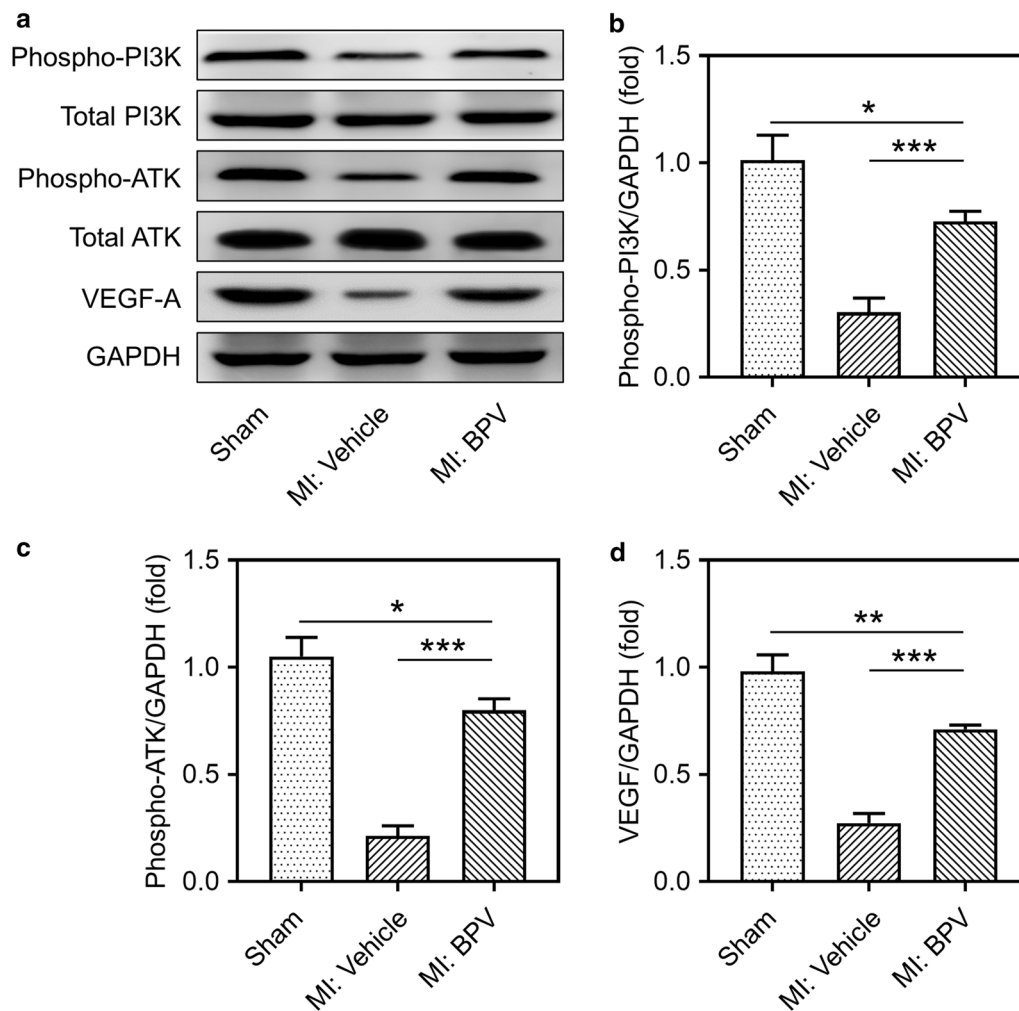 a
Phospho-PI3K
Total PI3K
Phospho-ATK
Total ATK
VEGF-A
GAPDH
Sham
MI: Vehicle
MI: BPV
b
Phospho-PI3K/GAPDH (fold)
1.5
1.0
0.5
0.0
*
***
Sham
MI: Vehicle
MI: BPV
c
Phospho-ATK/GAPDH (fold)
1.5
1.0
0.5
0.0
*
***
Sham
MI: Vehicle
MI: BPV
d
VEGF/GAPDH (fold)
1.5
1.0
0.5
0.0
**
***
Sham
MI: Vehicle
MI: BPV